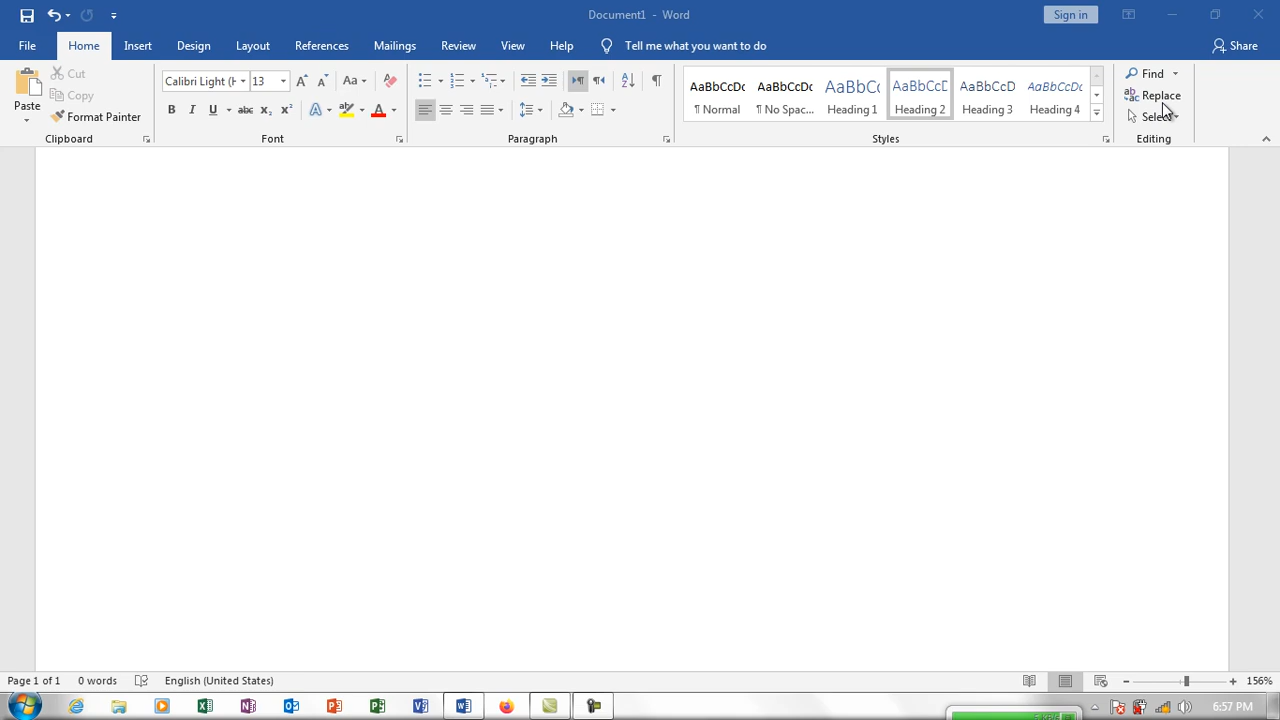 Document1 - Word
Sign in
File Home Insert Design Layout References Mailings Review View Help Tell me what you want to do Share
Paste
Cut
Copy
Format Painter
Clipboard
Calibri Light (H 13
Font
Paragraph
AaBbCcDc AaBbCcDc AaBbCc AaBbCcE AaBbCcD AaBbCcDc
¶ Normal ¶ No Spac... Heading 1 Heading 2 Heading 3 Heading 4
Styles
Find
Replace
Select
Editing
Page 1 of 1 0 words English (United States) 156%
6:57 PM